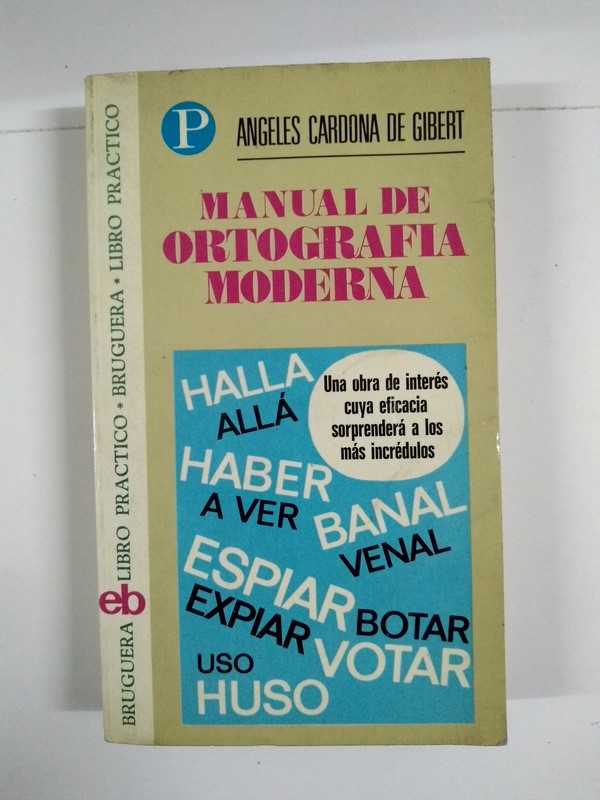 P
ANGELES CARDONA DE GIBERT
MANUAL DE
ORTOGRAFIA
MODERNA
HALLA
ALLÁ
Una obra de interés
cuya eficacia
sorprenderá a los
más incrédulos
HABER
A VER
BANAL
VENAL
ESPIAR
EXPIAR
BOTAR
VOTAR
USO
HUSO
BRUGUERA eb LIBRO PRACTICO * BRUGUERA * LIBRO PRACTICO